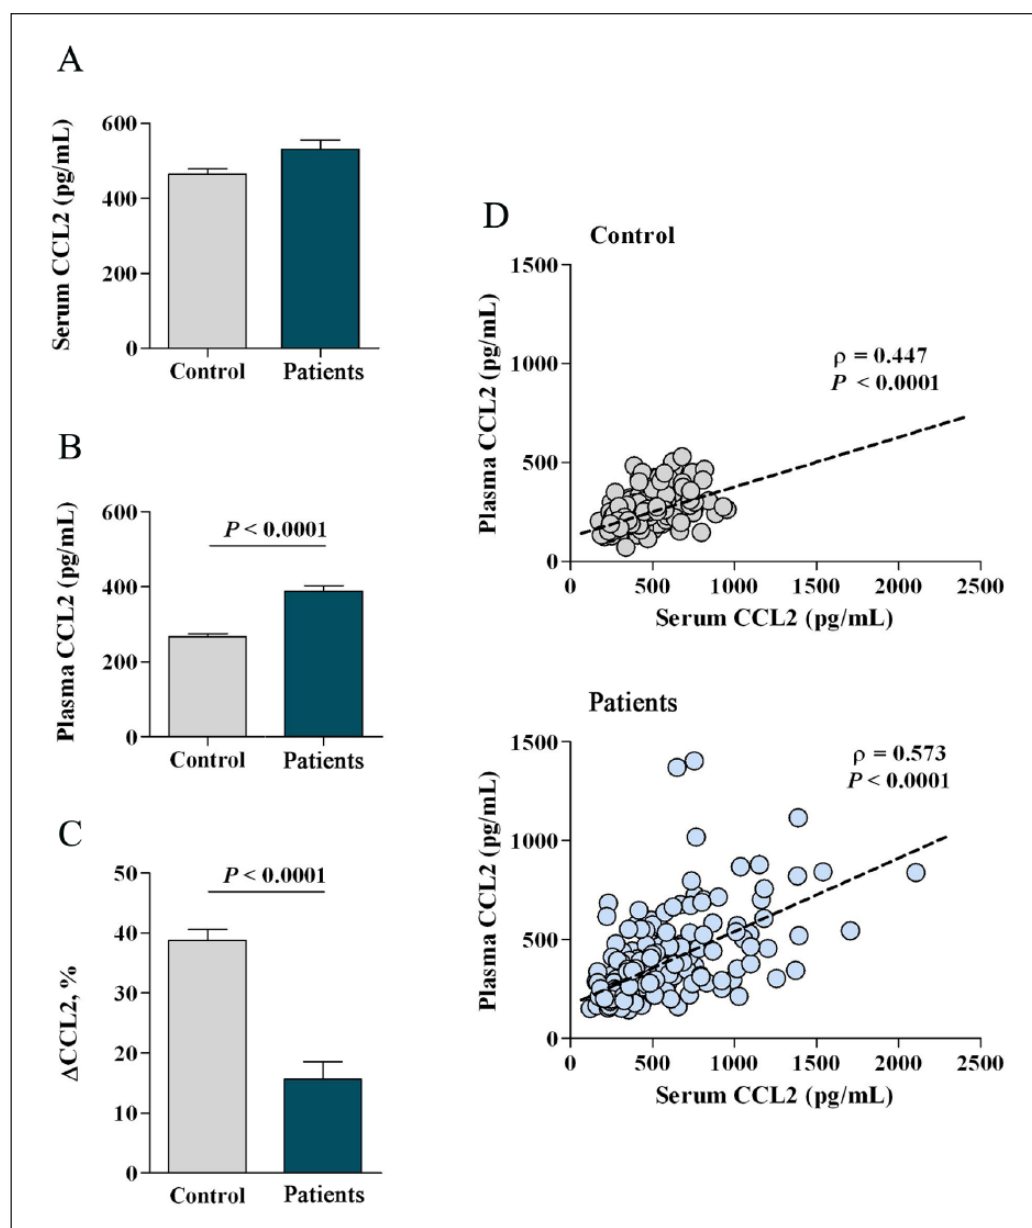 A
Serum CCL2 (pg/mL)
600
400
200
0
Control
Patients
B
Plasma CCL2 (pg/mL)
600
400
200
0
P < 0.0001
Control
Patients
C
ΔCCL2, %
50
40
30
20
10
0
P < 0.0001
Control
Patients
D
Control
Plasma CCL2 (pg/mL)
1500
1000
500
0
ρ = 0.447
P < 0.0001
0 500 1000 1500 2000 2500
Serum CCL2 (pg/mL)
Patients
Plasma CCL2 (pg/mL)
1500
1000
500
0
ρ = 0.573
P < 0.0001
0 500 1000 1500 2000 2500
Serum CCL2 (pg/mL)